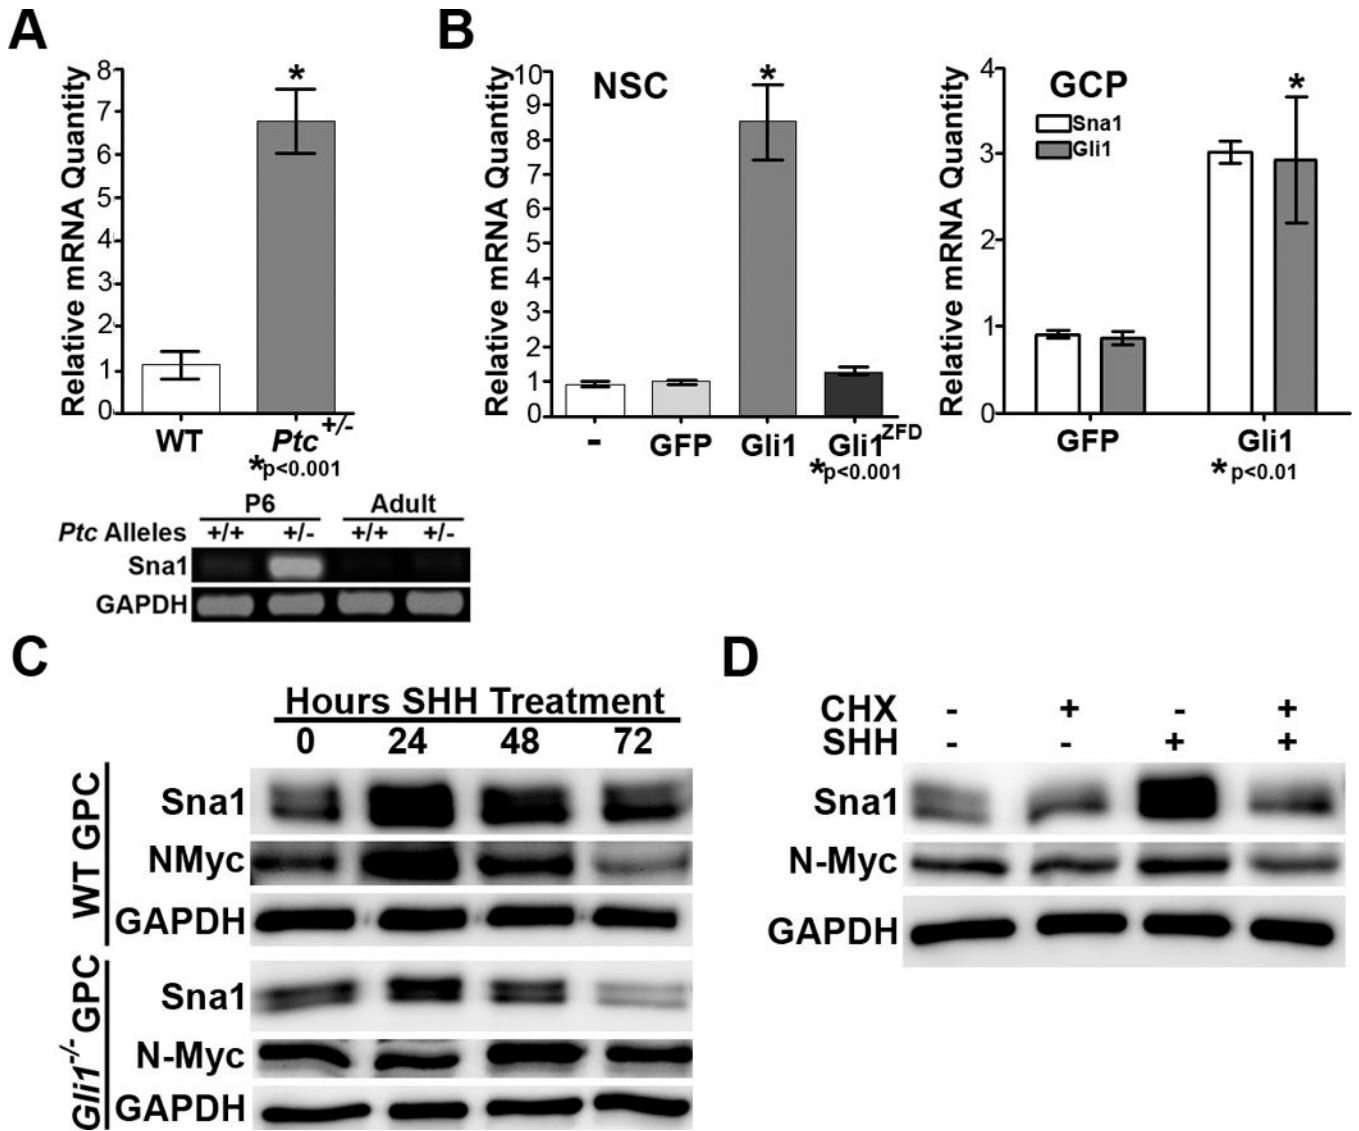 A
Relative mRNA Quantity
8
7
6
5
4
3
2
1
0
*
WT
Ptc+/-
*p<0.001
P6 Adult
Ptc Alleles +/+ +/- +/+ +/-
Sna1
GAPDH
B
Relative mRNA Quantity
10
9
8
7
6
5
4
3
2
1
0
NSC
*
- GFP Gli1 Gli1ZFD
*p<0.001
Relative mRNA Quantity
4
3
2
1
0
GCP
Sna1
Gli1
*
GFP Gli1
*p<0.01
C
Hours SHH Treatment
0 24 48 72
WT GPC
Sna1
NMyc
GAPDH
Gli1-/- GPC
Sna1
N-Myc
GAPDH
D
CHX - + - +
SHH - - + +
Sna1
N-Myc
GAPDH